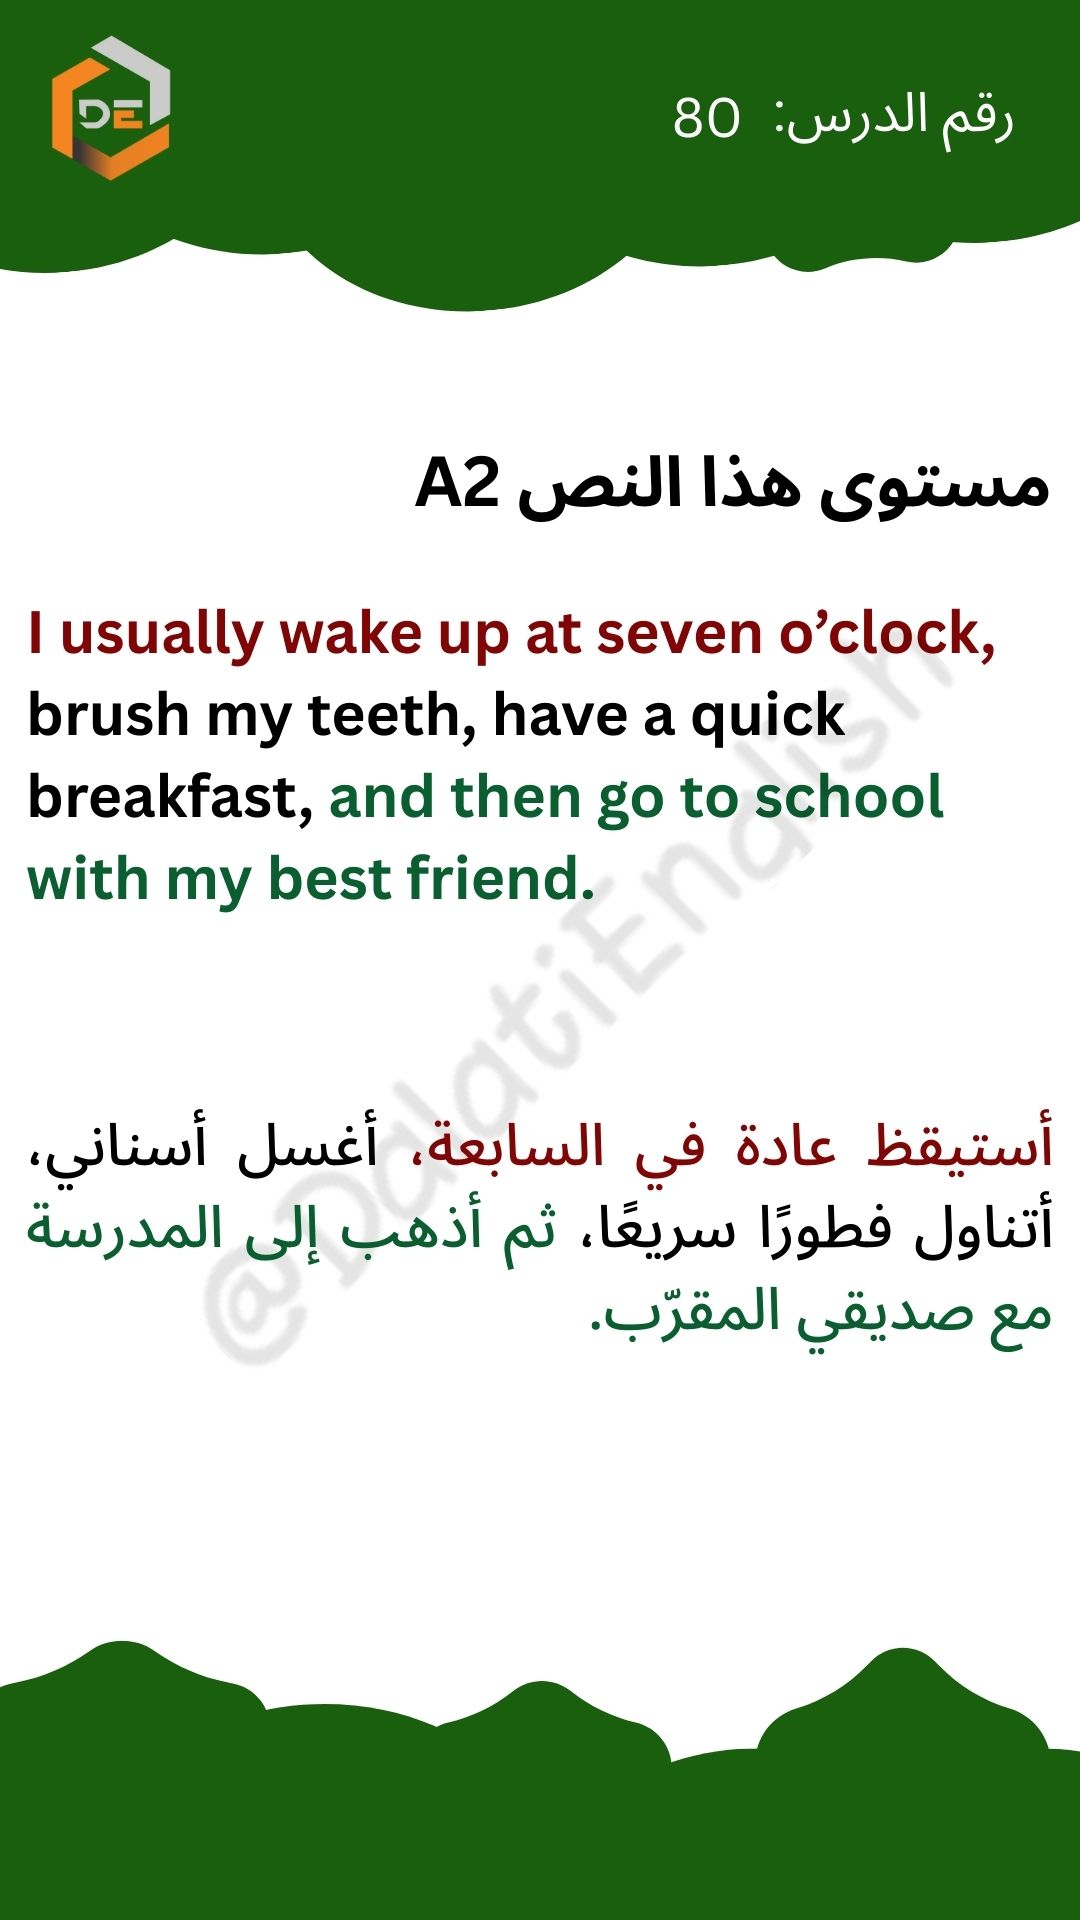 DE
رقم الدرس: 80
مستوى هذا النص A2
I usually wake up at seven o’clock,
brush my teeth, have a quick
breakfast, and then go to school
with my best friend.
أستيقظ عادة في السابعة، أغسل أسناني،
أتناول فطورًا سريعًا، ثم أذهب إلى المدرسة
مع صديقي المقرّب.
@DalatiEnglish